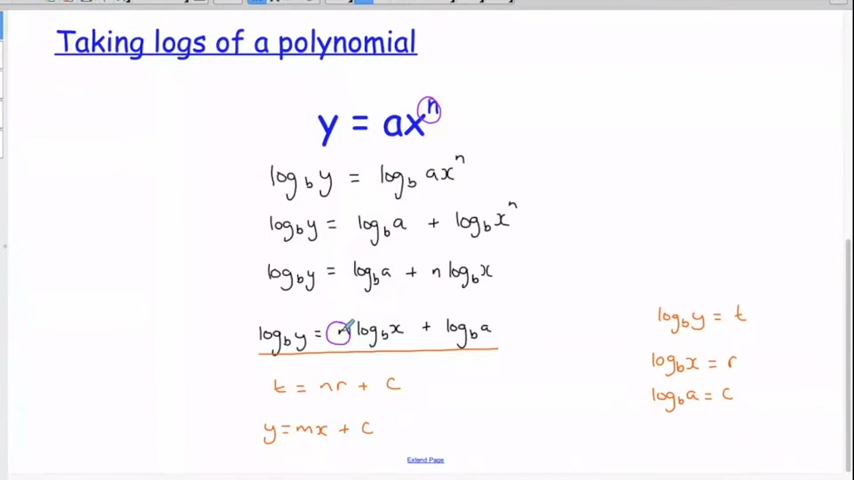 Taking logs of a polynomial
y = axⁿ
log_b y = log_b axⁿ
log_b y = log_b a + log_b xⁿ
log_b y = log_b a + n log_b x
log_b y = n log_b x + log_b a
t = nr + c
y = mx + c
log_b y = t
log_b x = r
log_b a = c
Extend Page